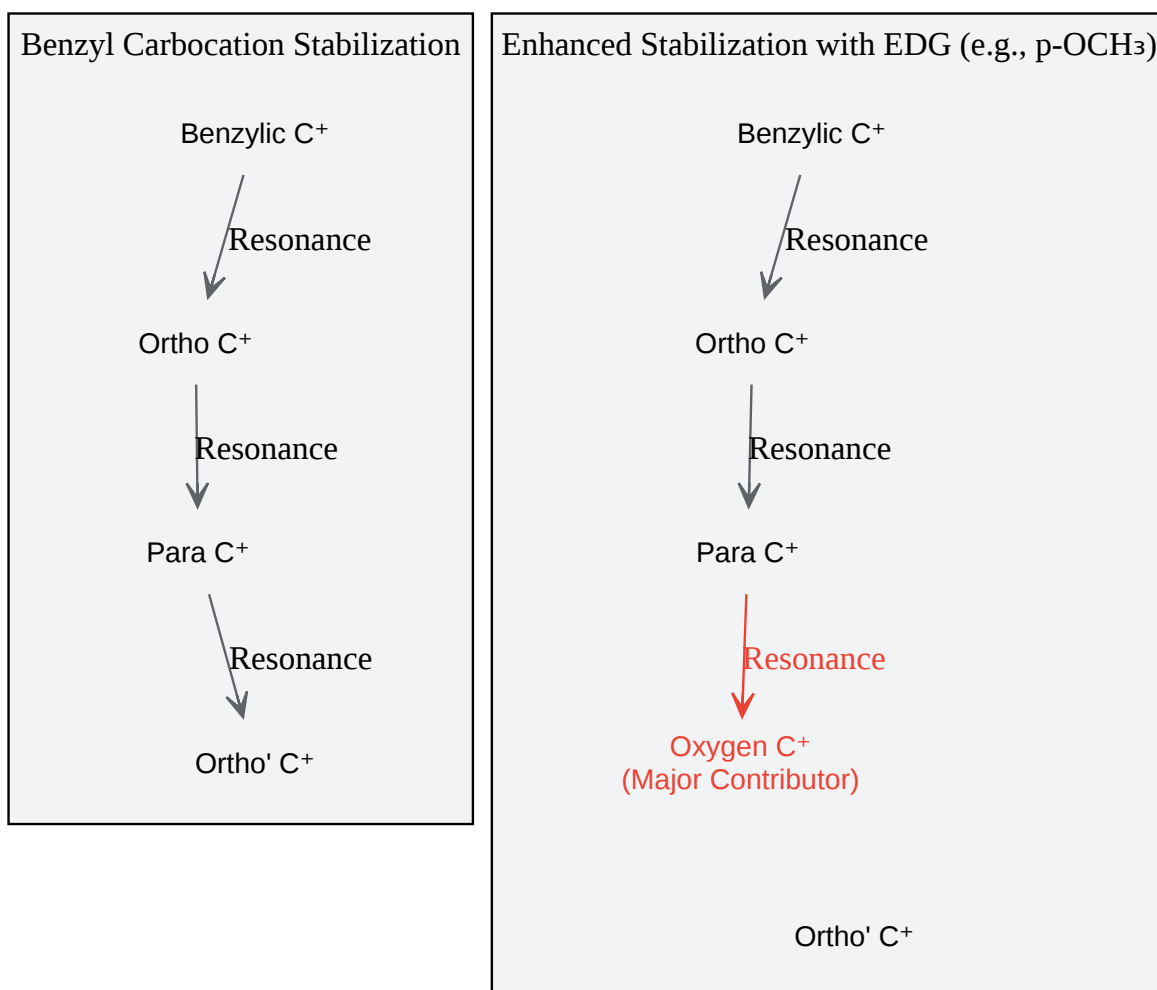 Benzyl Carbocation Stabilization
Benzylic C⁺
Resonance
Ortho C⁺
Resonance
Para C⁺
Resonance
Ortho' C⁺
Enhanced Stabilization with EDG (e.g., p-OCH₃)
Benzylic C⁺
Resonance
Ortho C⁺
Resonance
Para C⁺
Resonance
Oxygen C⁺
(Major Contributor)
Ortho' C⁺